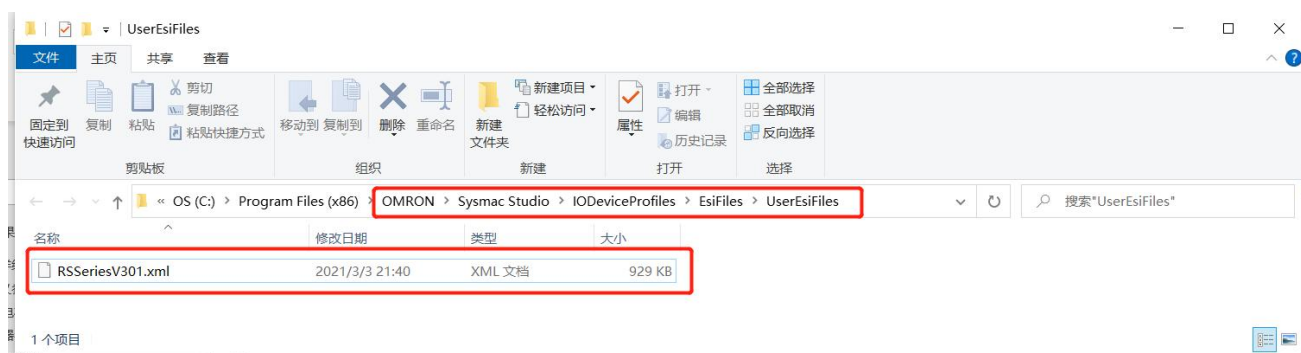 UserEsiFiles
文件 主页 共享 查看
固定到快速访问
复制
粘贴
剪切
复制路径
粘贴快捷方式
剪贴板
移动到
复制到
删除
重命名
组织
新建文件夹
新建项目
轻松访问
新建
属性
打开
编辑
历史记录
打开
全部选择
全部取消
反向选择
选择
« OS (C:) > Program Files (x86) > OMRON > Sysmac Studio > IODeviceProfiles > EsiFiles > UserEsiFiles
搜索"UserEsiFiles"
名称 修改日期 类型 大小
RSSeriesV301.xml 2021/3/3 21:40 XML 文档 929 KB
1 个项目